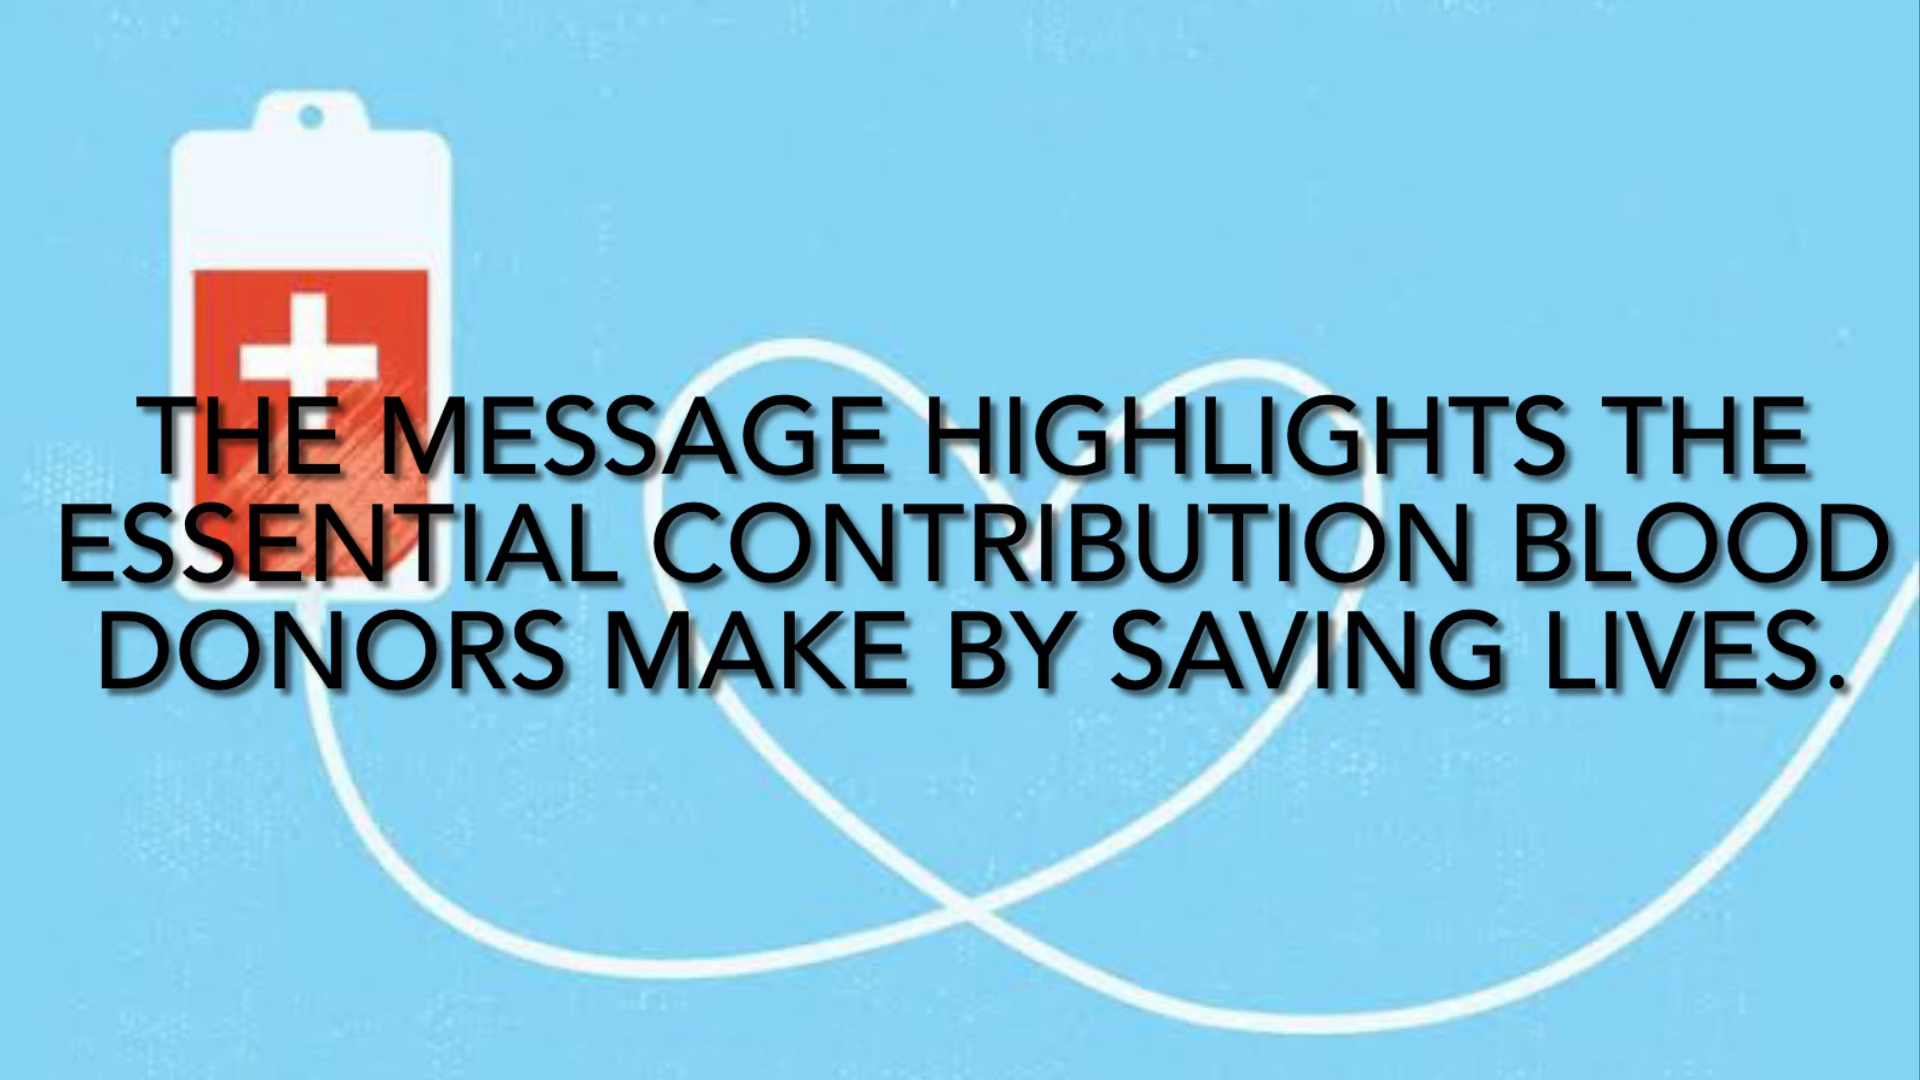 THE MESSAGE HIGHLIGHTS THE
ESSENTIAL CONTRIBUTION BLOOD
DONORS MAKE BY SAVING LIVES.